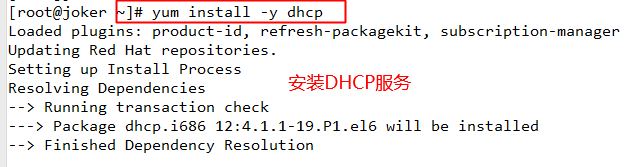 [root@joker ~]# yum install -y dhcp
Loaded plugins: product-id, refresh-packagekit, subscription-manager
Updating Red Hat repositories.
Setting up Install Process
Resolving Dependencies
安装DHCP服务
--> Running transaction check
---> Package dhcp.i686 12:4.1.1-19.P1.el6 will be installed
--> Finished Dependency Resolution